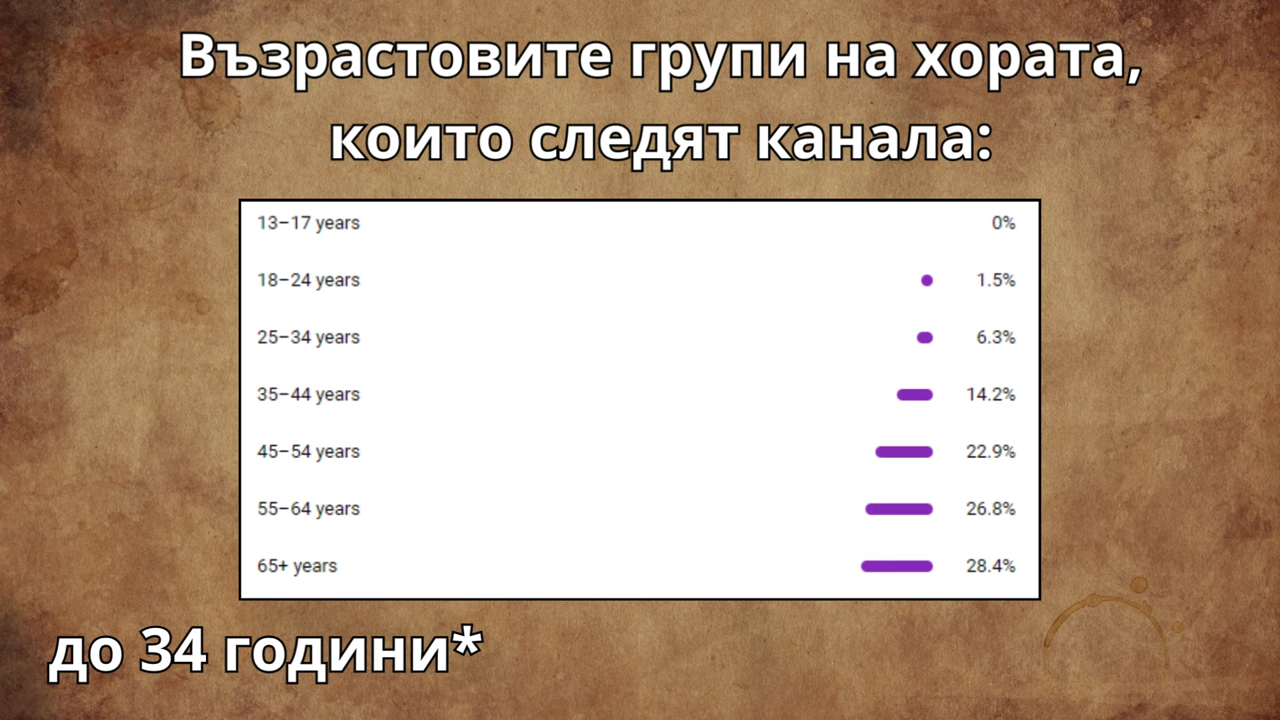 Възрастовите групи на хората,
които следят канала:
13–17 years 0%
18–24 years 1.5%
25–34 years 6.3%
35–44 years 14.2%
45–54 years 22.9%
55–64 years 26.8%
65+ years 28.4%
до 34 години*